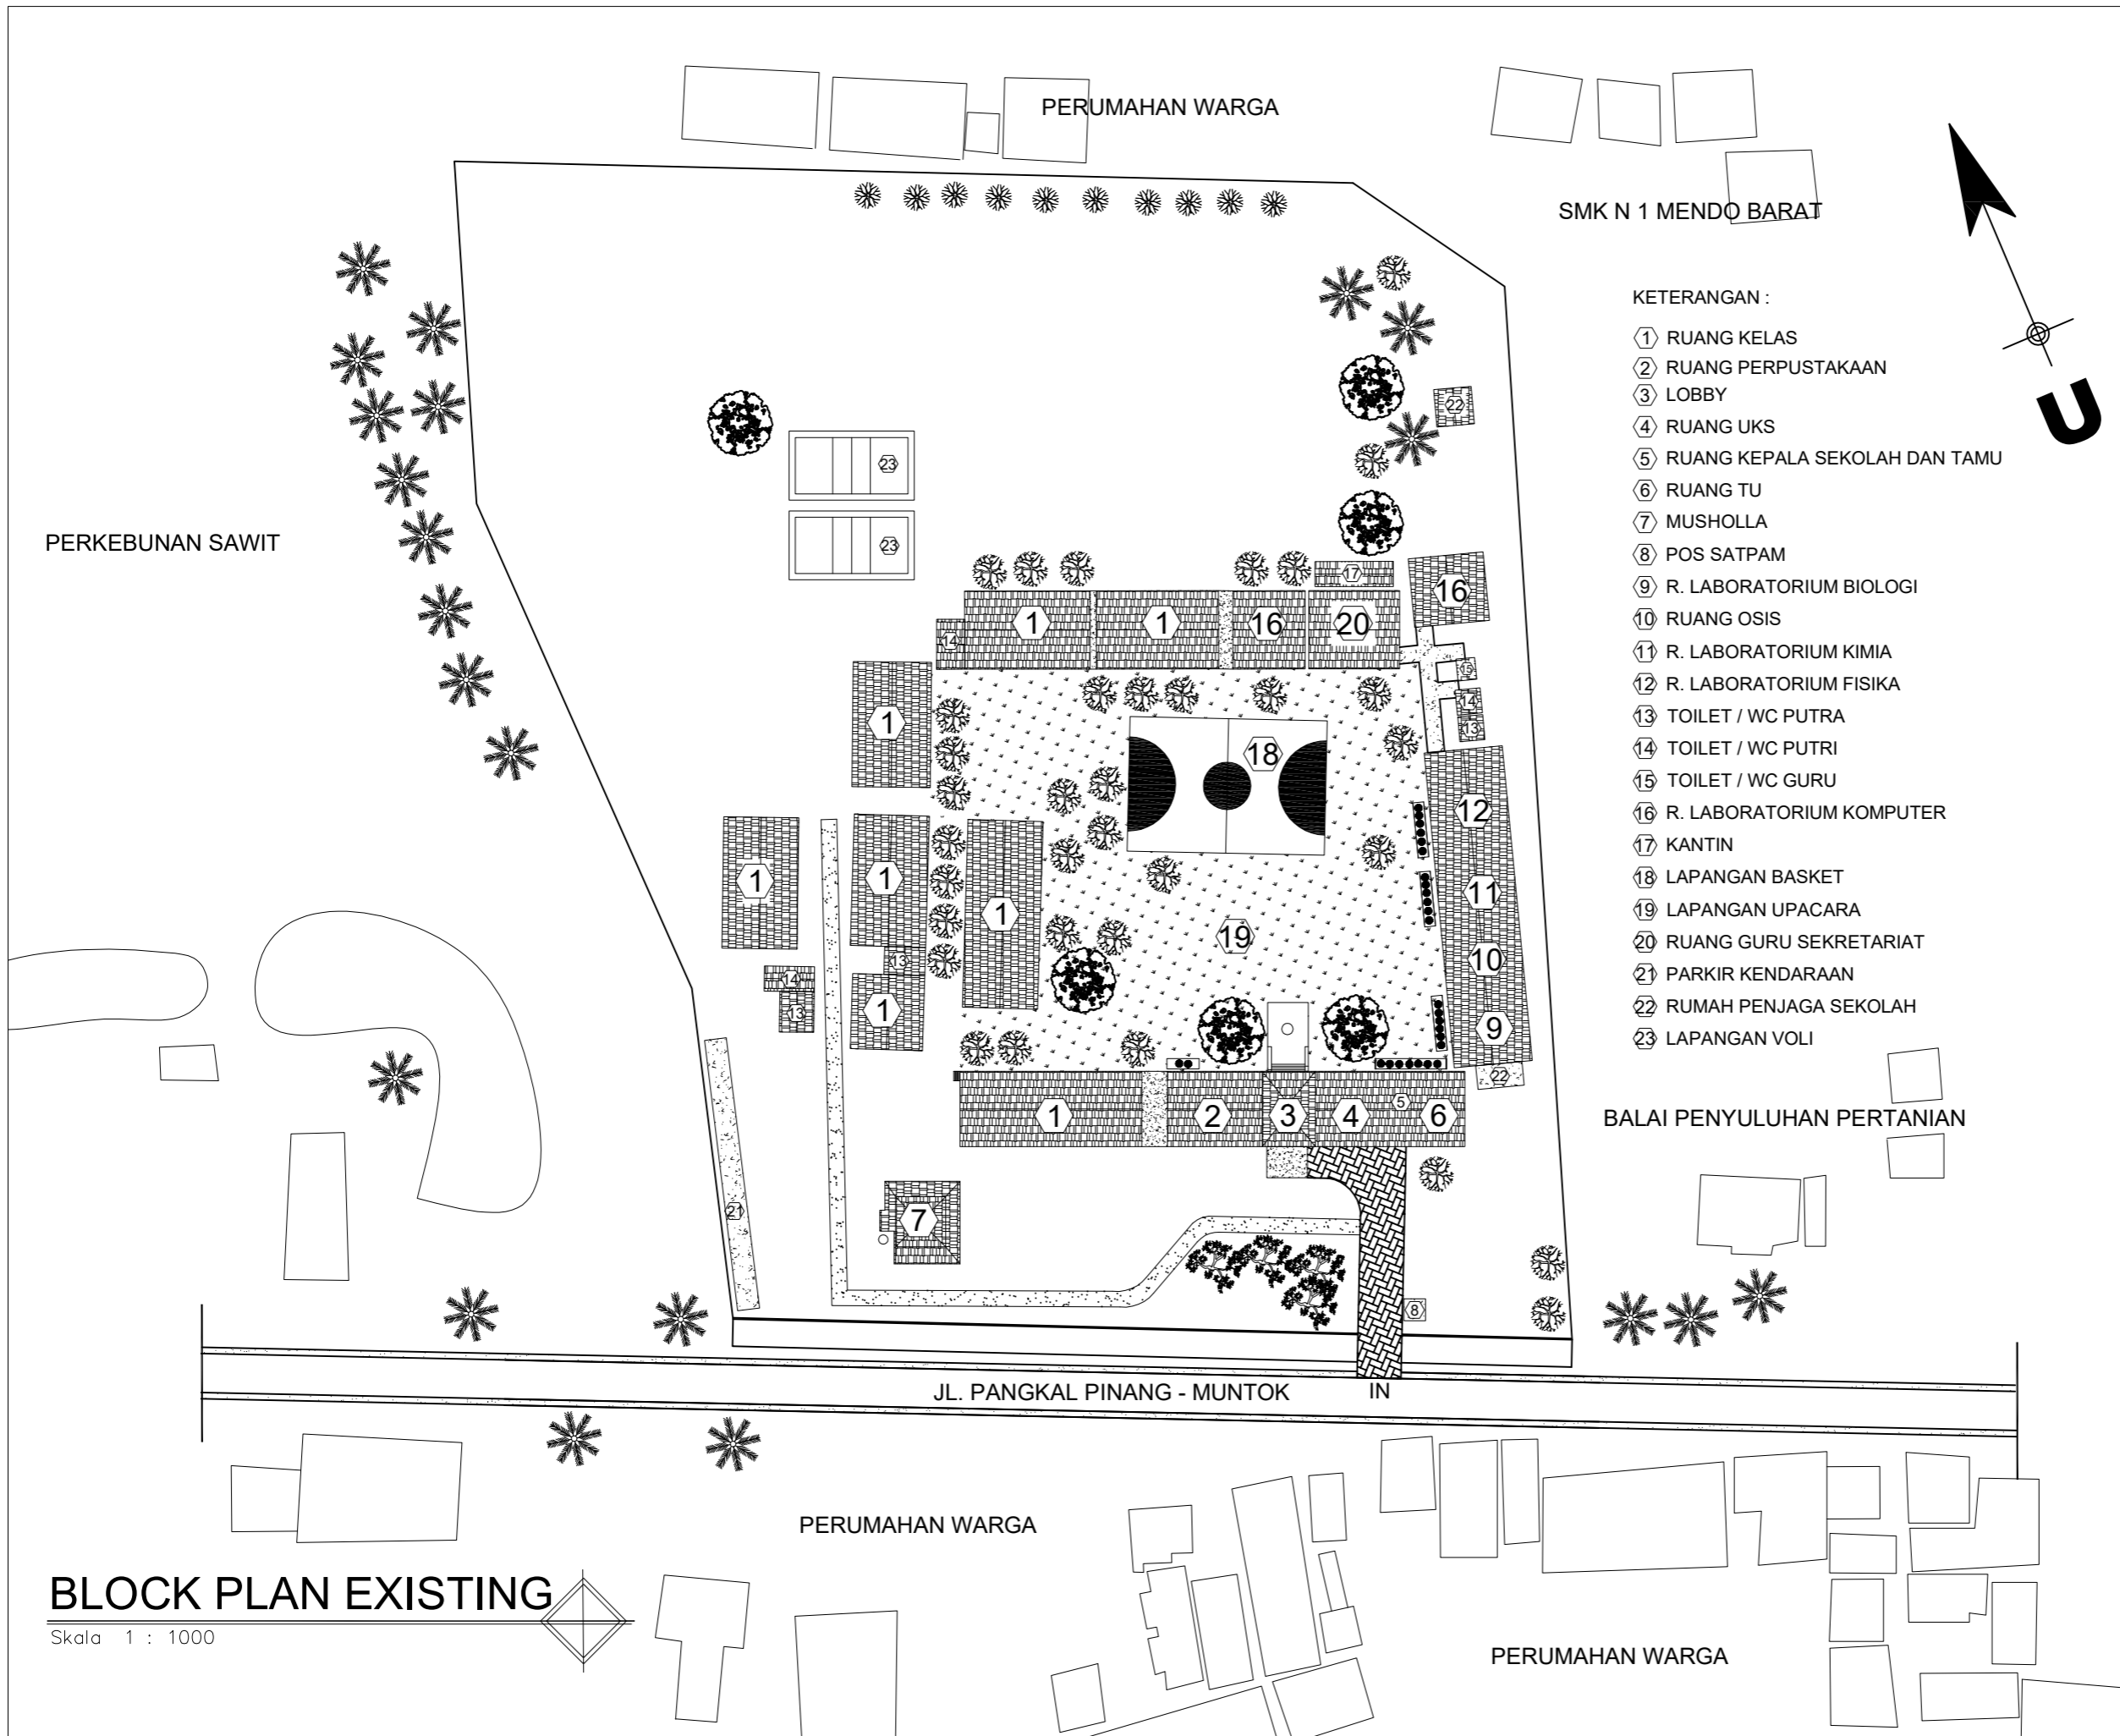 PERUMAHAN WARGA
SMK N 1 MENDO BARAT
U
KETERANGAN :
1 RUANG KELAS
2 RUANG PERPUSTAKAAN
3 LOBBY
4 RUANG UKS
5 RUANG KEPALA SEKOLAH DAN TAMU
6 RUANG TU
7 MUSHOLLA
8 POS SATPAM
9 R. LABORATORIUM BIOLOGI
10 RUANG OSIS
11 R. LABORATORIUM KIMIA
12 R. LABORATORIUM FISIKA
13 TOILET / WC PUTRA
14 TOILET / WC PUTRI
15 TOILET / WC GURU
16 R. LABORATORIUM KOMPUTER
17 KANTIN
18 LAPANGAN BASKET
19 LAPANGAN UPACARA
20 RUANG GURU SEKRETARIAT
21 PARKIR KENDARAAN
22 RUMAH PENJAGA SEKOLAH
23 LAPANGAN VOLI
PERKEBUNAN SAWIT
22
23
23
17
16
1
1
16
20
14
15
14
13
1
18
12
1
1
1
11
19
13
10
14
13
1
9
22
1
2
3
4
5
6
7
21
8
BALAI PENYULUHAN PERTANIAN
JL. PANGKAL PINANG - MUNTOK
IN
PERUMAHAN WARGA
PERUMAHAN WARGA
BLOCK PLAN EXISTING
Skala 1 : 1000